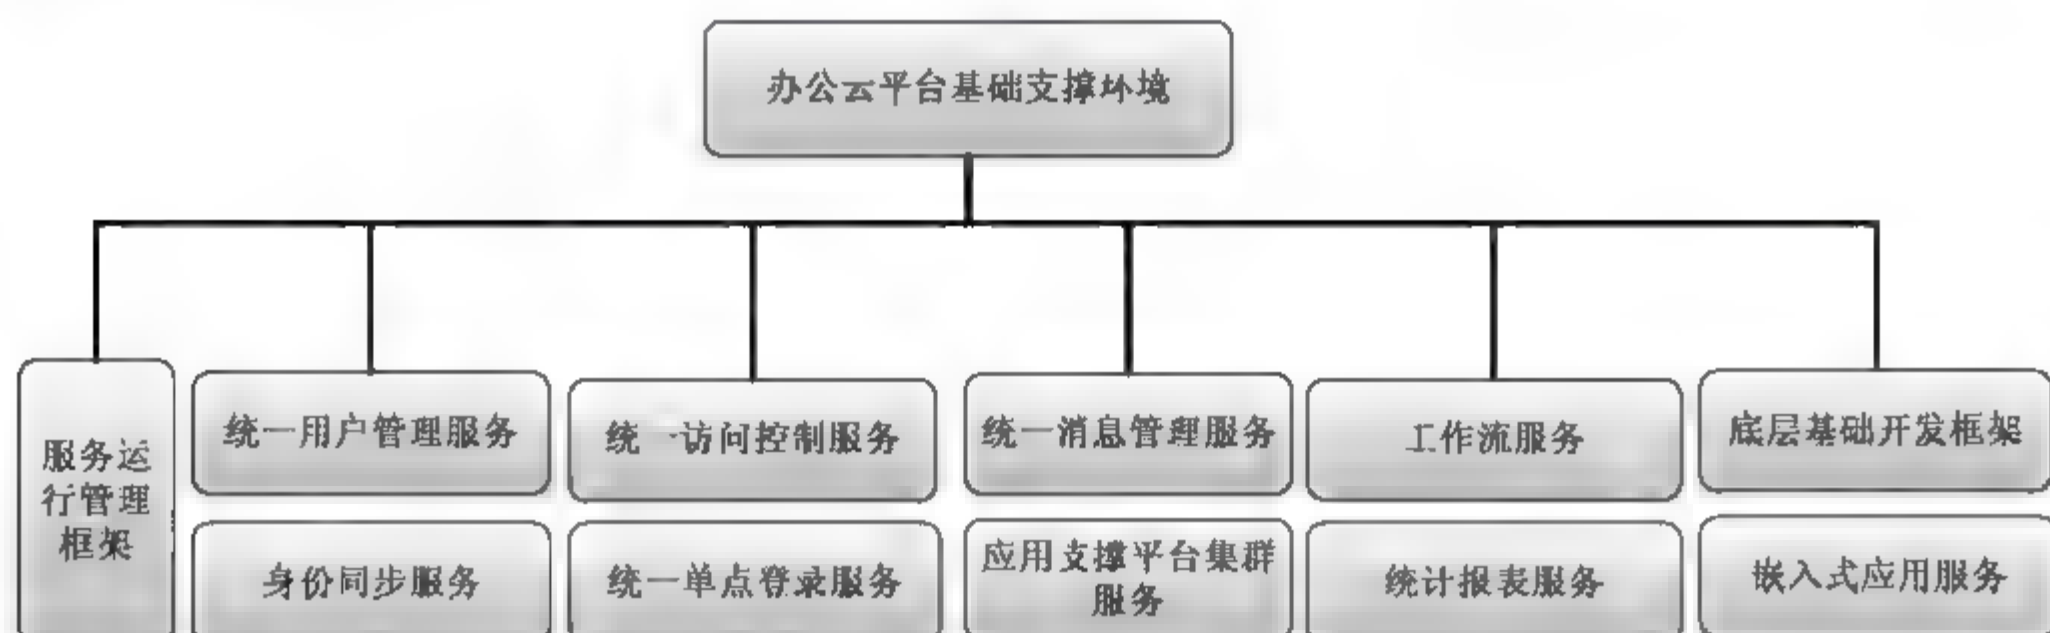 办公云平台基础支撑环境
服务运
行管理
框架
统一用户管理服务
统一访问控制服务
统一消息管理服务
工作流服务
底层基础开发框架
身份同步服务
统一单点登录服务
应用支撑平台集群
服务
统计报表服务
嵌入式应用服务